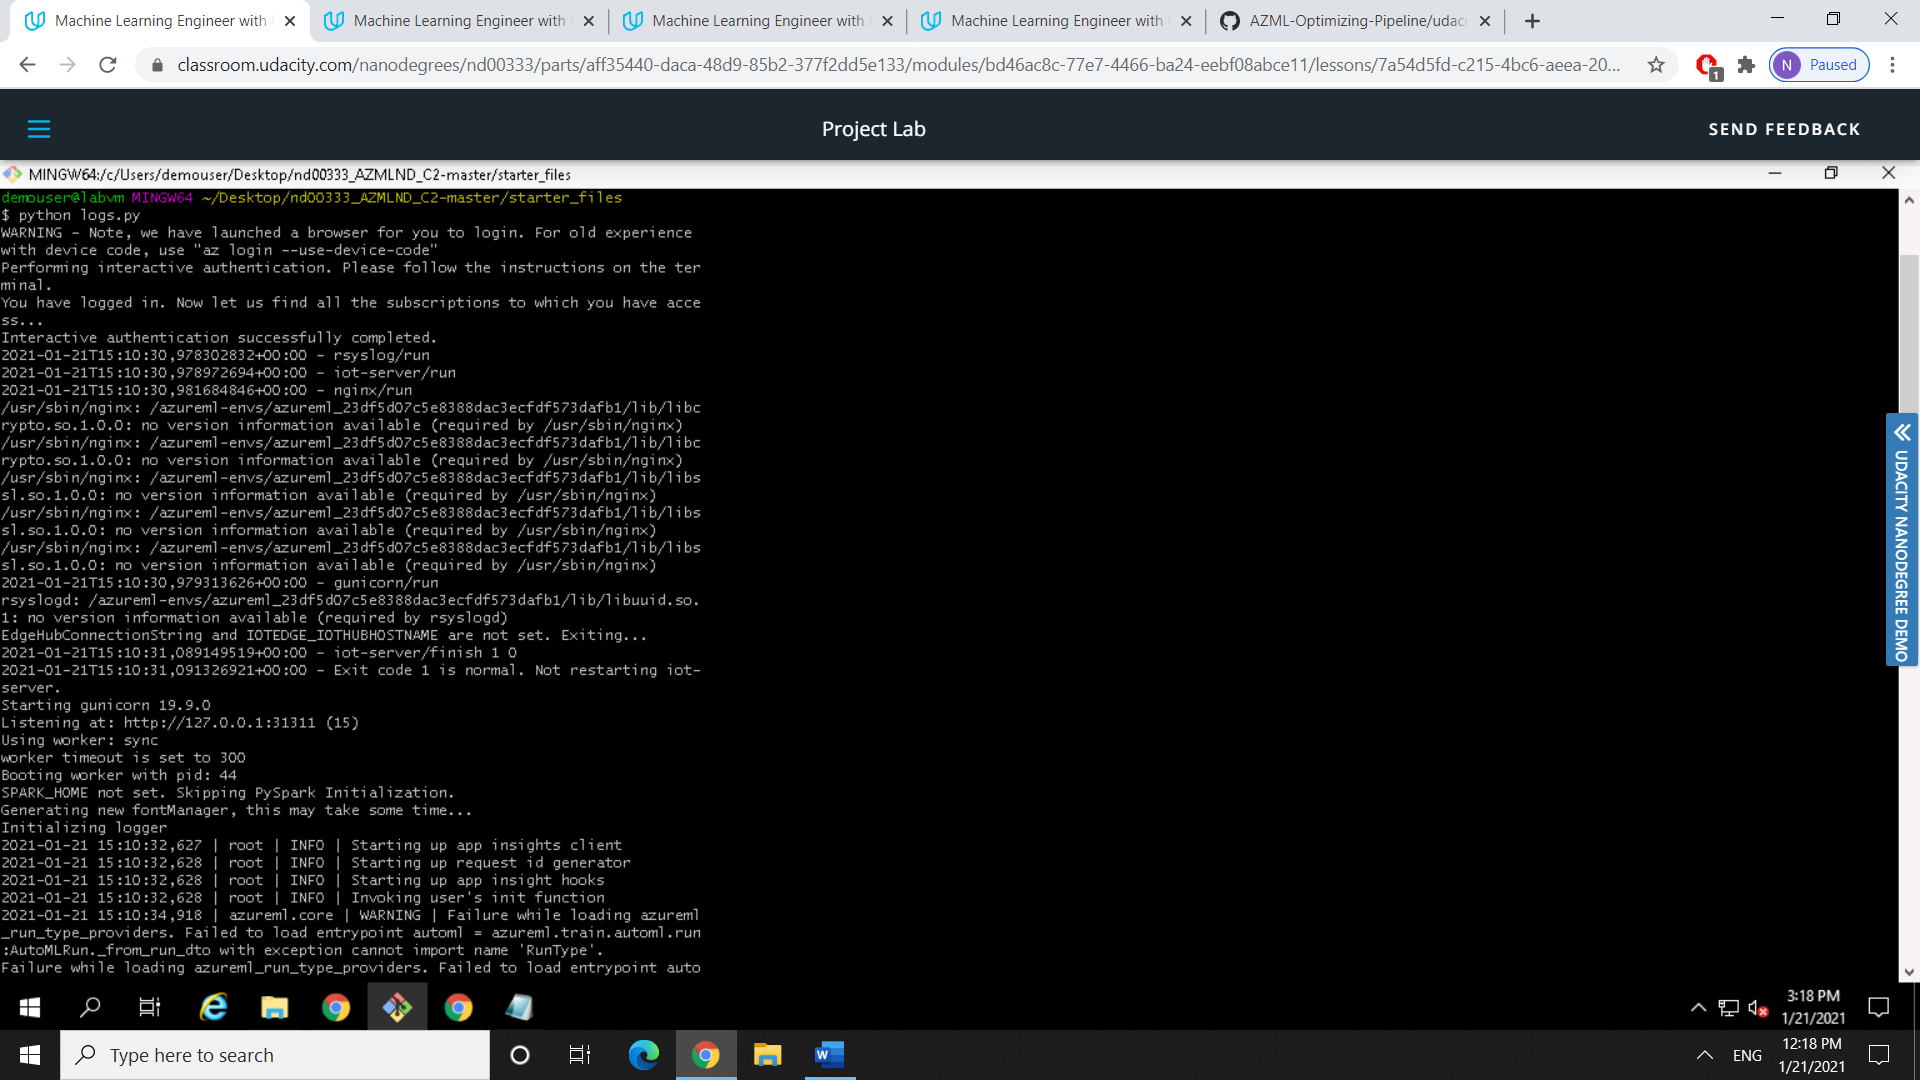 Machine Learning Engineer with
Machine Learning Engineer with
Machine Learning Engineer with
Machine Learning Engineer with
AZML-Optimizing-Pipeline/udaci
classroom.udacity.com/nanodegrees/nd00333/parts/aff35440-daca-48d9-85b2-377f2dd5e133/modules/bd46ac8c-77e7-4466-ba24-eebf08abce11/lessons/7a54d5fd-c215-4bc6-aeea-20...
1
N Paused
Project Lab
SEND FEEDBACK
MINGW64:/c/Users/demouser/Desktop/nd00333_AZMLND_C2-master/starter_files
demouser@labvm MINGW64 ~/Desktop/nd00333_AZMLND_C2-master/starter_files
$ python logs.py
WARNING - Note, we have launched a browser for you to login. For old experience
with device code, use "az login --use-device-code"
Performing interactive authentication. Please follow the instructions on the ter
minal.
You have logged in. Now let us find all the subscriptions to which you have acce
ss...
Interactive authentication successfully completed.
2021-01-21T15:10:30,978302832+00:00 - rsyslog/run
2021-01-21T15:10:30,978972694+00:00 - iot-server/run
2021-01-21T15:10:30,981684846+00:00 - nginx/run
/usr/sbin/nginx: /azureml-envs/azureml_23df5d07c5e8388dac3ecfdf573dafb1/lib/libc
rypto.so.1.0.0: no version information available (required by /usr/sbin/nginx)
/usr/sbin/nginx: /azureml-envs/azureml_23df5d07c5e8388dac3ecfdf573dafb1/lib/libc
rypto.so.1.0.0: no version information available (required by /usr/sbin/nginx)
/usr/sbin/nginx: /azureml-envs/azureml_23df5d07c5e8388dac3ecfdf573dafb1/lib/libs
sl.so.1.0.0: no version information available (required by /usr/sbin/nginx)
/usr/sbin/nginx: /azureml-envs/azureml_23df5d07c5e8388dac3ecfdf573dafb1/lib/libs
sl.so.1.0.0: no version information available (required by /usr/sbin/nginx)
/usr/sbin/nginx: /azureml-envs/azureml_23df5d07c5e8388dac3ecfdf573dafb1/lib/libs
sl.so.1.0.0: no version information available (required by /usr/sbin/nginx)
2021-01-21T15:10:30,979313626+00:00 - gunicorn/run
rsyslogd: /azureml-envs/azureml_23df5d07c5e8388dac3ecfdf573dafb1/lib/libuuid.so.
1: no version information available (required by rsyslogd)
EdgeHubConnectionString and IOTEDGE_IOTHUBHOSTNAME are not set. Exiting...
2021-01-21T15:10:31,089149519+00:00 - iot-server/finish 1 0
2021-01-21T15:10:31,091326921+00:00 - Exit code 1 is normal. Not restarting iot-
server.
Starting gunicorn 19.9.0
Listening at: http://127.0.0.1:31311 (15)
Using worker: sync
worker timeout is set to 300
Booting worker with pid: 44
SPARK_HOME not set. Skipping PySpark Initialization.
Generating new fontManager, this may take some time...
Initializing logger
2021-01-21 15:10:32,627 | root | INFO | Starting up app insights client
2021-01-21 15:10:32,628 | root | INFO | Starting up request id generator
2021-01-21 15:10:32,628 | root | INFO | Starting up app insight hooks
2021-01-21 15:10:32,628 | root | INFO | Invoking user's init function
2021-01-21 15:10:34,918 | azureml.core | WARNING | Failure while loading azureml
_run_type_providers. Failed to load entrypoint automl = azureml.train.automl.run
:AutoMLRun._from_run_dto with exception cannot import name 'RunType'.
Failure while loading azureml_run_type_providers. Failed to load entrypoint auto
UDACITY NANODEGREE DEMO
3:18 PM
1/21/2021
Type here to search
ENG
12:18 PM
1/21/2021